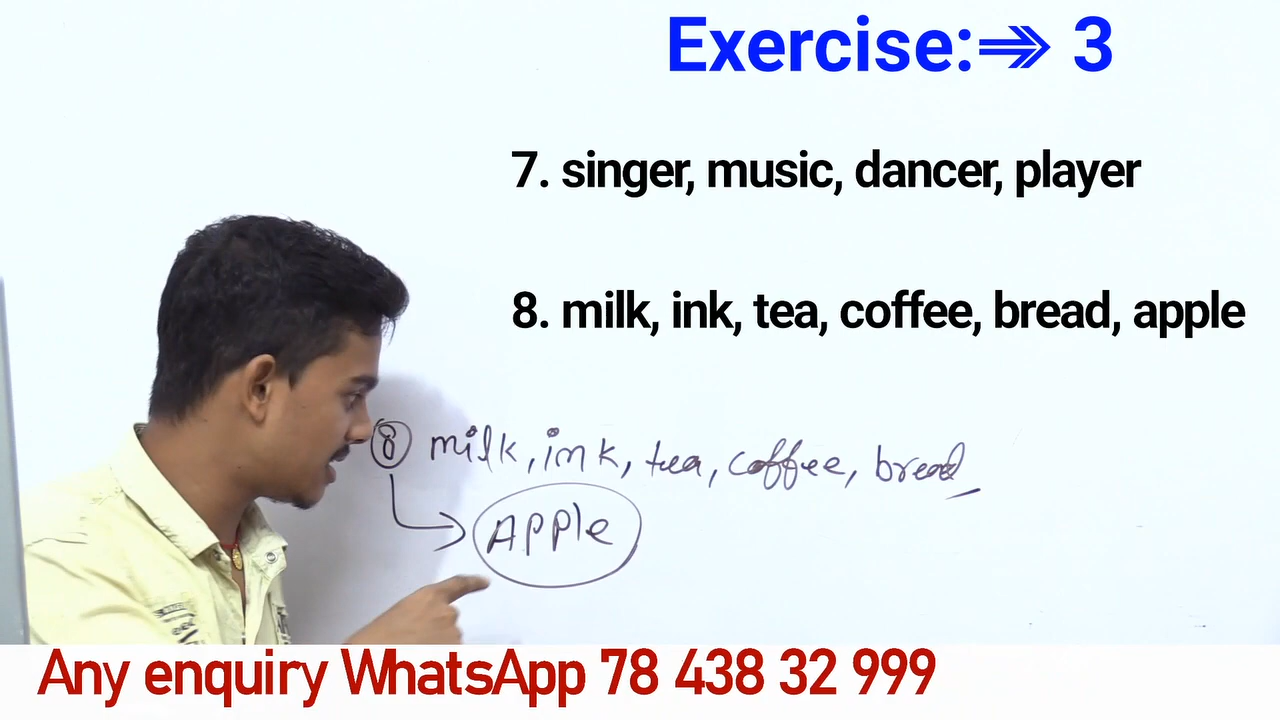 Exercise:⇛ 3
7. singer, music, dancer, player
8. milk, ink, tea, coffee, bread, apple
8 milk, ink, tea, coffee, bread
Apple
Any enquiry WhatsApp 78 438 32 999